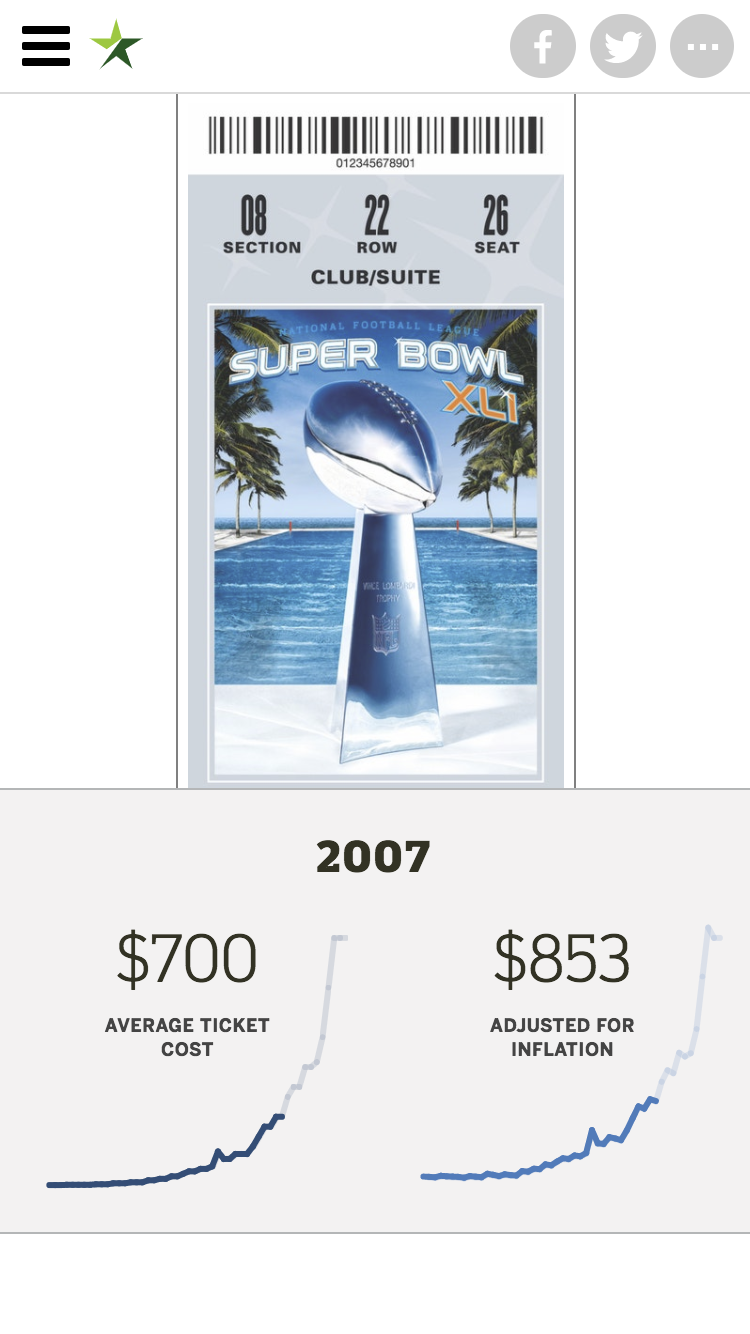 012345678901
08 22 26
SECTION ROW SEAT
CLUB/SUITE
NATIONAL FOOTBALL LEAGUE
SUPER BOWL
XLI
VINCE LOMBARDI
TROPHY
2007
$700 $853
AVERAGE TICKET
COST
ADJUSTED FOR
INFLATION